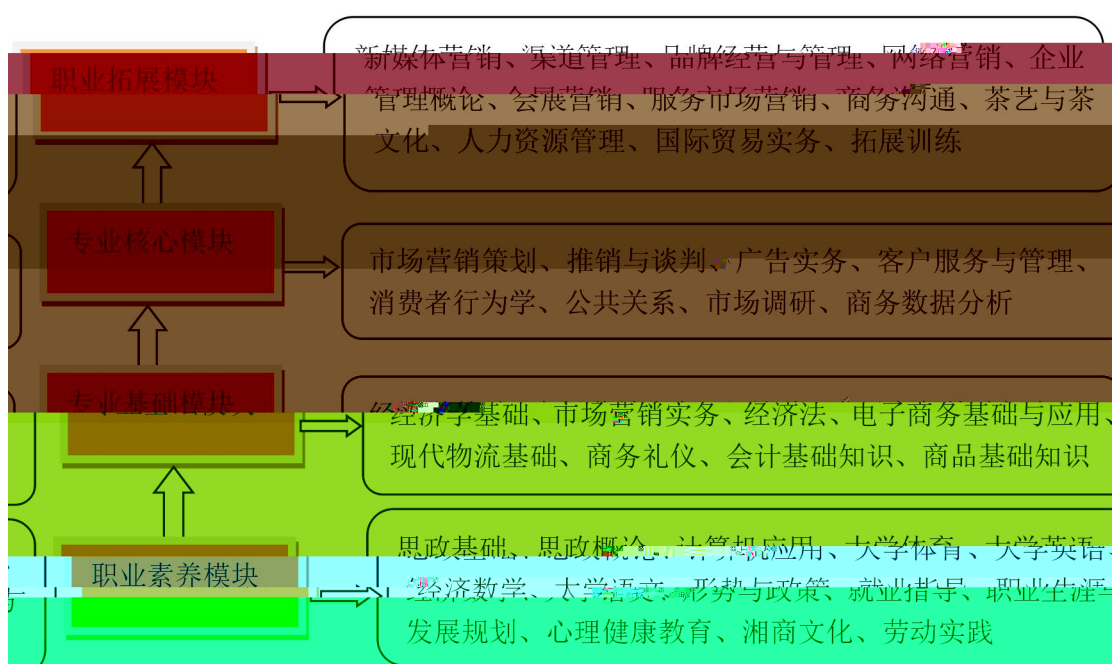 新媒体营销、渠道管理、品牌经营与管理、网络营销、企业
职业拓展模块
管理概论、会展营销、服务市场营销、商务沟通、茶艺与茶
文化、人力资源管理、国际贸易实务、拓展训练
专业核心模块
市场营销策划、推销与谈判、广告实务、客户服务与管理、
消费者行为学、公共关系、市场调研、商务数据分析
专业基础模块
经济学基础、市场营销实务、经济法、电子商务基础与应用、
现代物流基础、商务礼仪、会计基础知识、商品基础知识
思政基础、思政概论、计算机应用、大学体育、大学英语、
职业素养模块
经济数学、大学语文、形势与政策、就业指导、职业生涯与
发展规划、心理健康教育、湘商文化、劳动实践